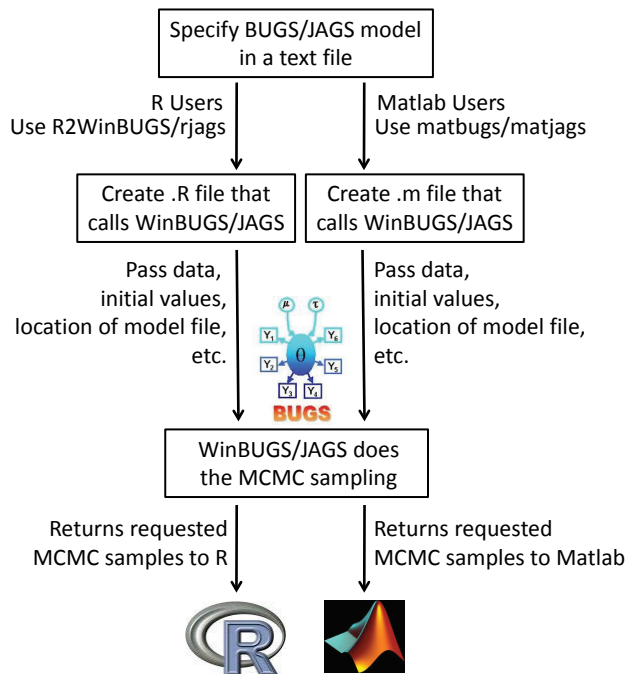 Specify BUGS/JAGS model
in a text file
R Users
Use R2WinBUGS/rjags
Matlab Users
Use matbugs/matjags
Create .R file that
calls WinBUGS/JAGS
Create .m file that
calls WinBUGS/JAGS
Pass data,
initial values,
location of model file,
etc.
μ
τ
Y1
Y6
θ
Y2
Y5
Y3
Y4
BUGS
Pass data,
initial values,
location of model file,
etc.
WinBUGS/JAGS does
the MCMC sampling
Returns requested
MCMC samples to R
Returns requested
MCMC samples to Matlab
R